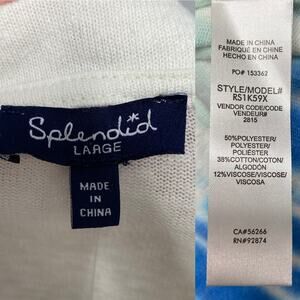 Splendid
LARGE
MADE
IN
CHINA
MADE IN CHINA
FABRIQUÉ EN CHINE
HECHO EN CHINA
PO# 153362
STYLE/MODEL#
RS1K59X
VENDOR CODE/CODE
VENDEUR#
2815
50%POLYESTER/
POLYESTER/
POLIÉSTER
38%COTTON/COTON/
ALGODÓN
12%VISCOSE/VISCOSE/
VISCOSA
CA#56266
RN#92874